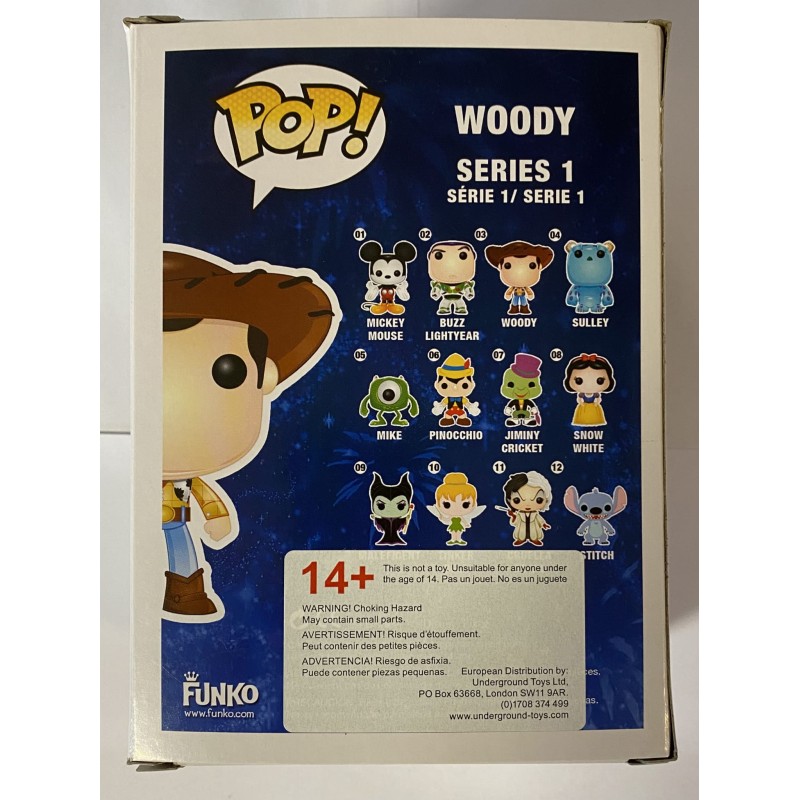 POP!
WOODY
SERIES 1
SÉRIE 1/ SERIE 1
01 02 03 04
MICKEY MOUSE
BUZZ LIGHTYEAR
WOODY
SULLEY
05 06 07 08
MIKE
PINOCCHIO
JIMINY CRICKET
SNOW WHITE
09 10 11 12
STITCH
14+
This is not a toy. Unsuitable for anyone under
the age of 14. Pas un jouet. No es un juguete
WARNING! Choking Hazard
May contain small parts.
AVERTISSEMENT! Risque d'étouffement.
Peut contenir des petites pièces.
ADVERTENCIA! Riesgo de asfixia.
Puede contener piezas pequenas.
European Distribution by:
Underground Toys Ltd,
PO Box 63668, London SW11 9AR.
(0)1708 374 499
www.underground-toys.com
FUNKO
www.funko.com